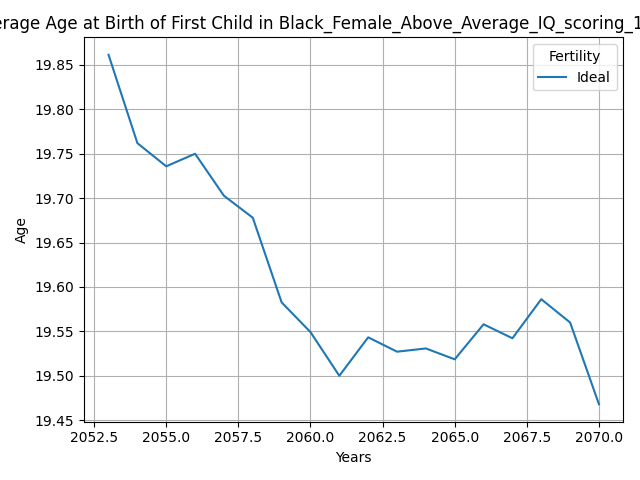 erage Age at Birth of First Child in Black_Female_Above_Average_IQ_scoring_1
Fertility
Ideal
19.85
19.80
19.75
19.70
19.65
19.60
19.55
19.50
19.45
Age
2052.5 2055.0 2057.5 2060.0 2062.5 2065.0 2067.5 2070.0
Years